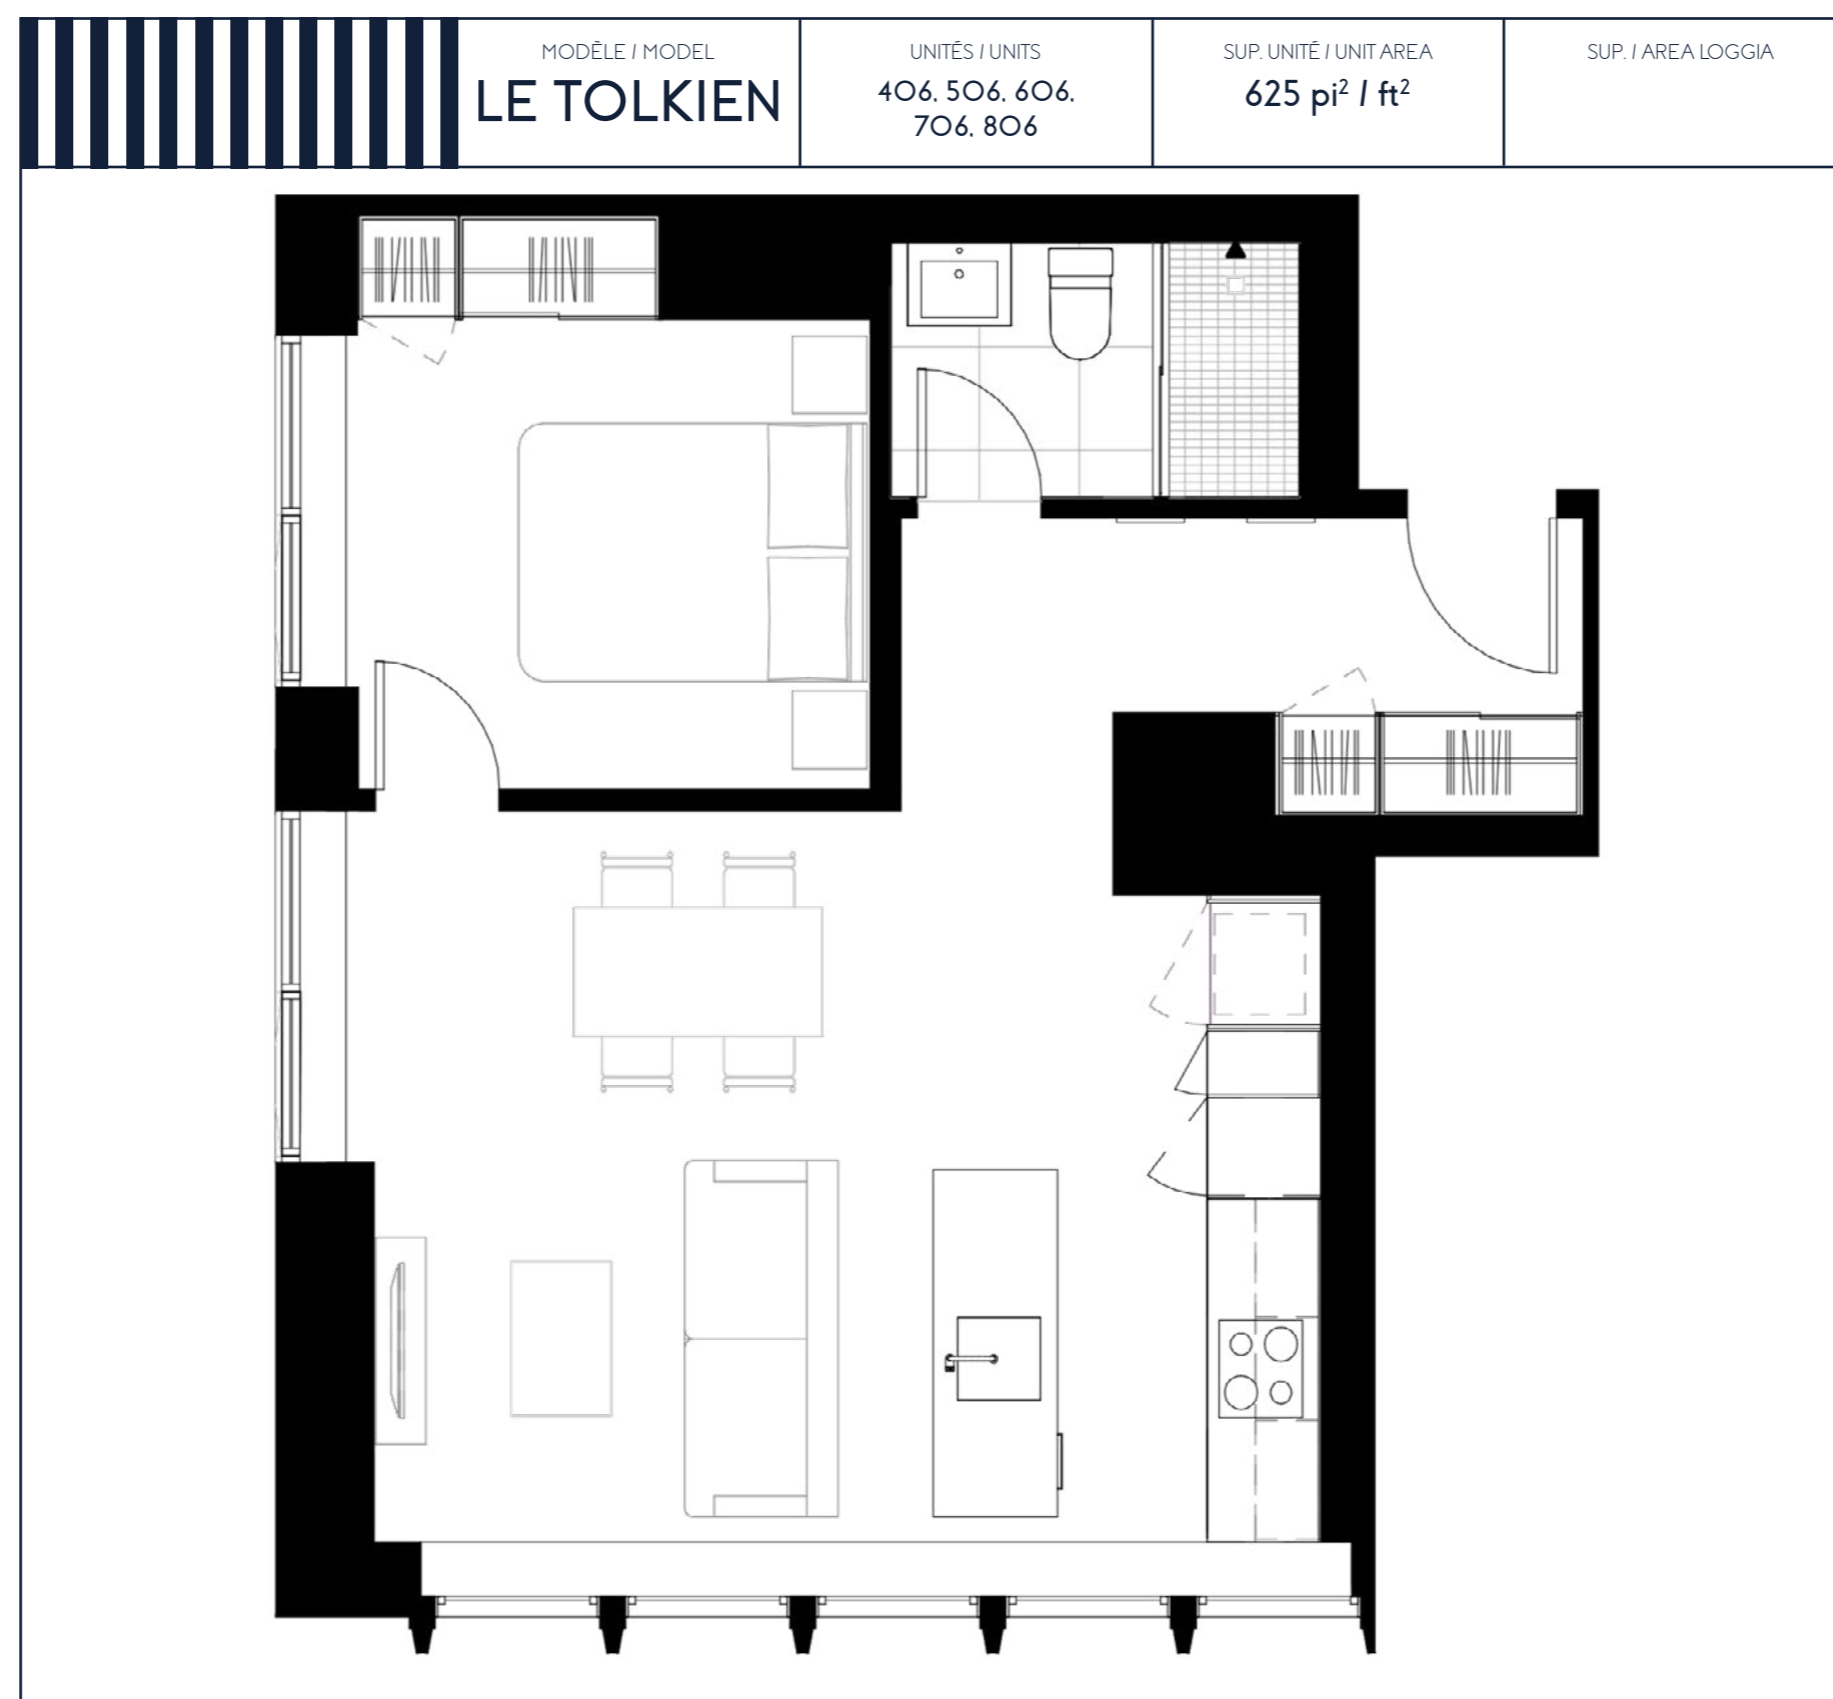 MODÈLE / MODEL
LE TOLKIEN
UNITÉS / UNITS
406, 506, 606,
706, 806
SUP. UNITÉ / UNIT AREA
625 pi² / ft²
SUP. / AREA LOGGIA